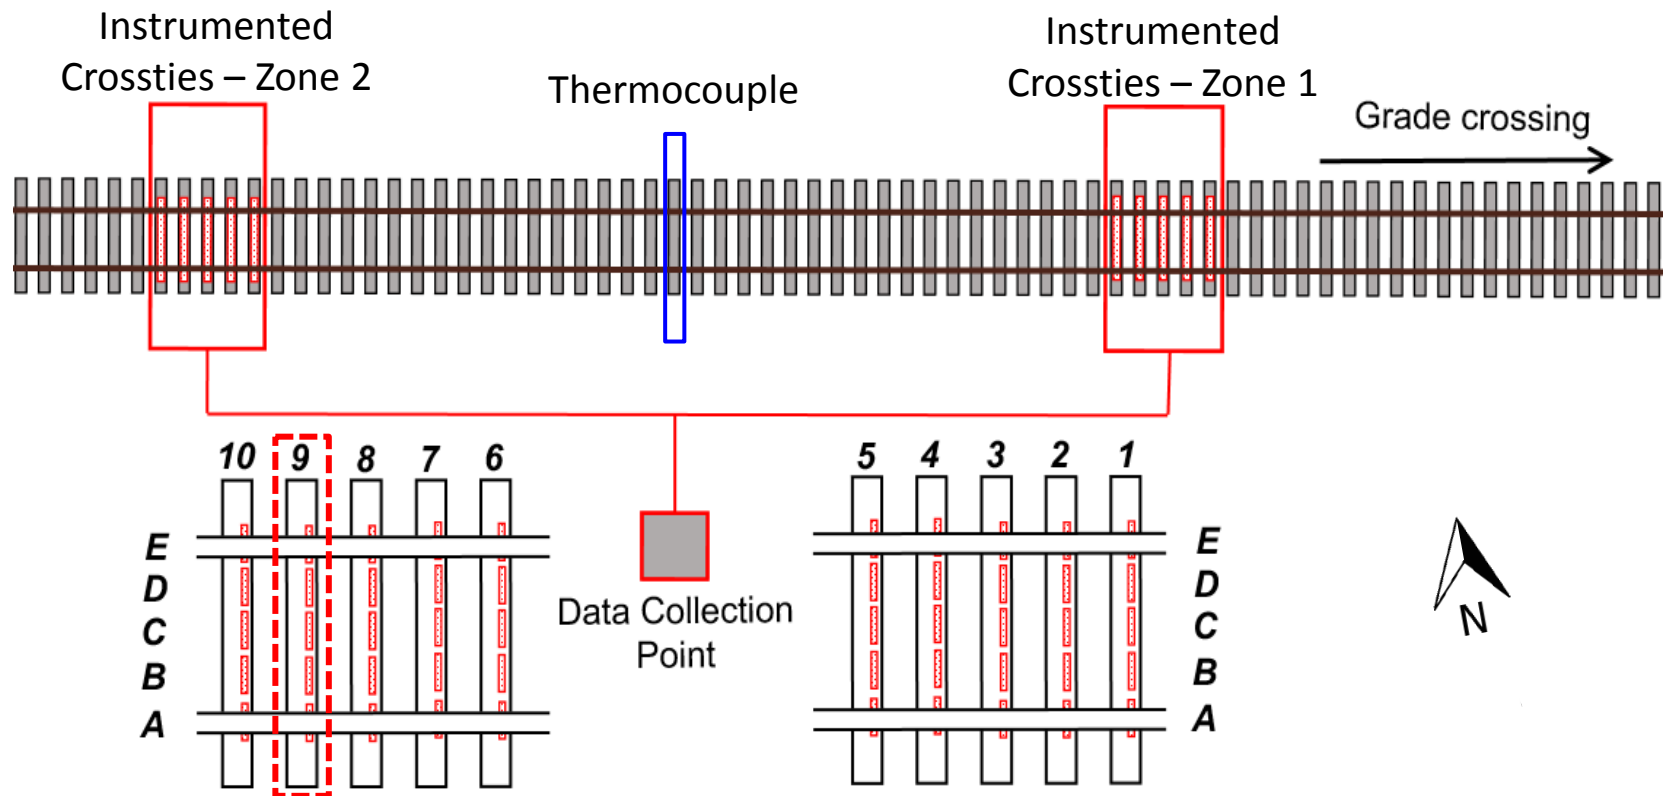 Instrumented
Crossties – Zone 2
Thermocouple
Instrumented
Crossties – Zone 1
Grade crossing
10 9 8 7 6
E
D
C
B
A
Data Collection
Point
5 4 3 2 1
E
D
C
B
A
N